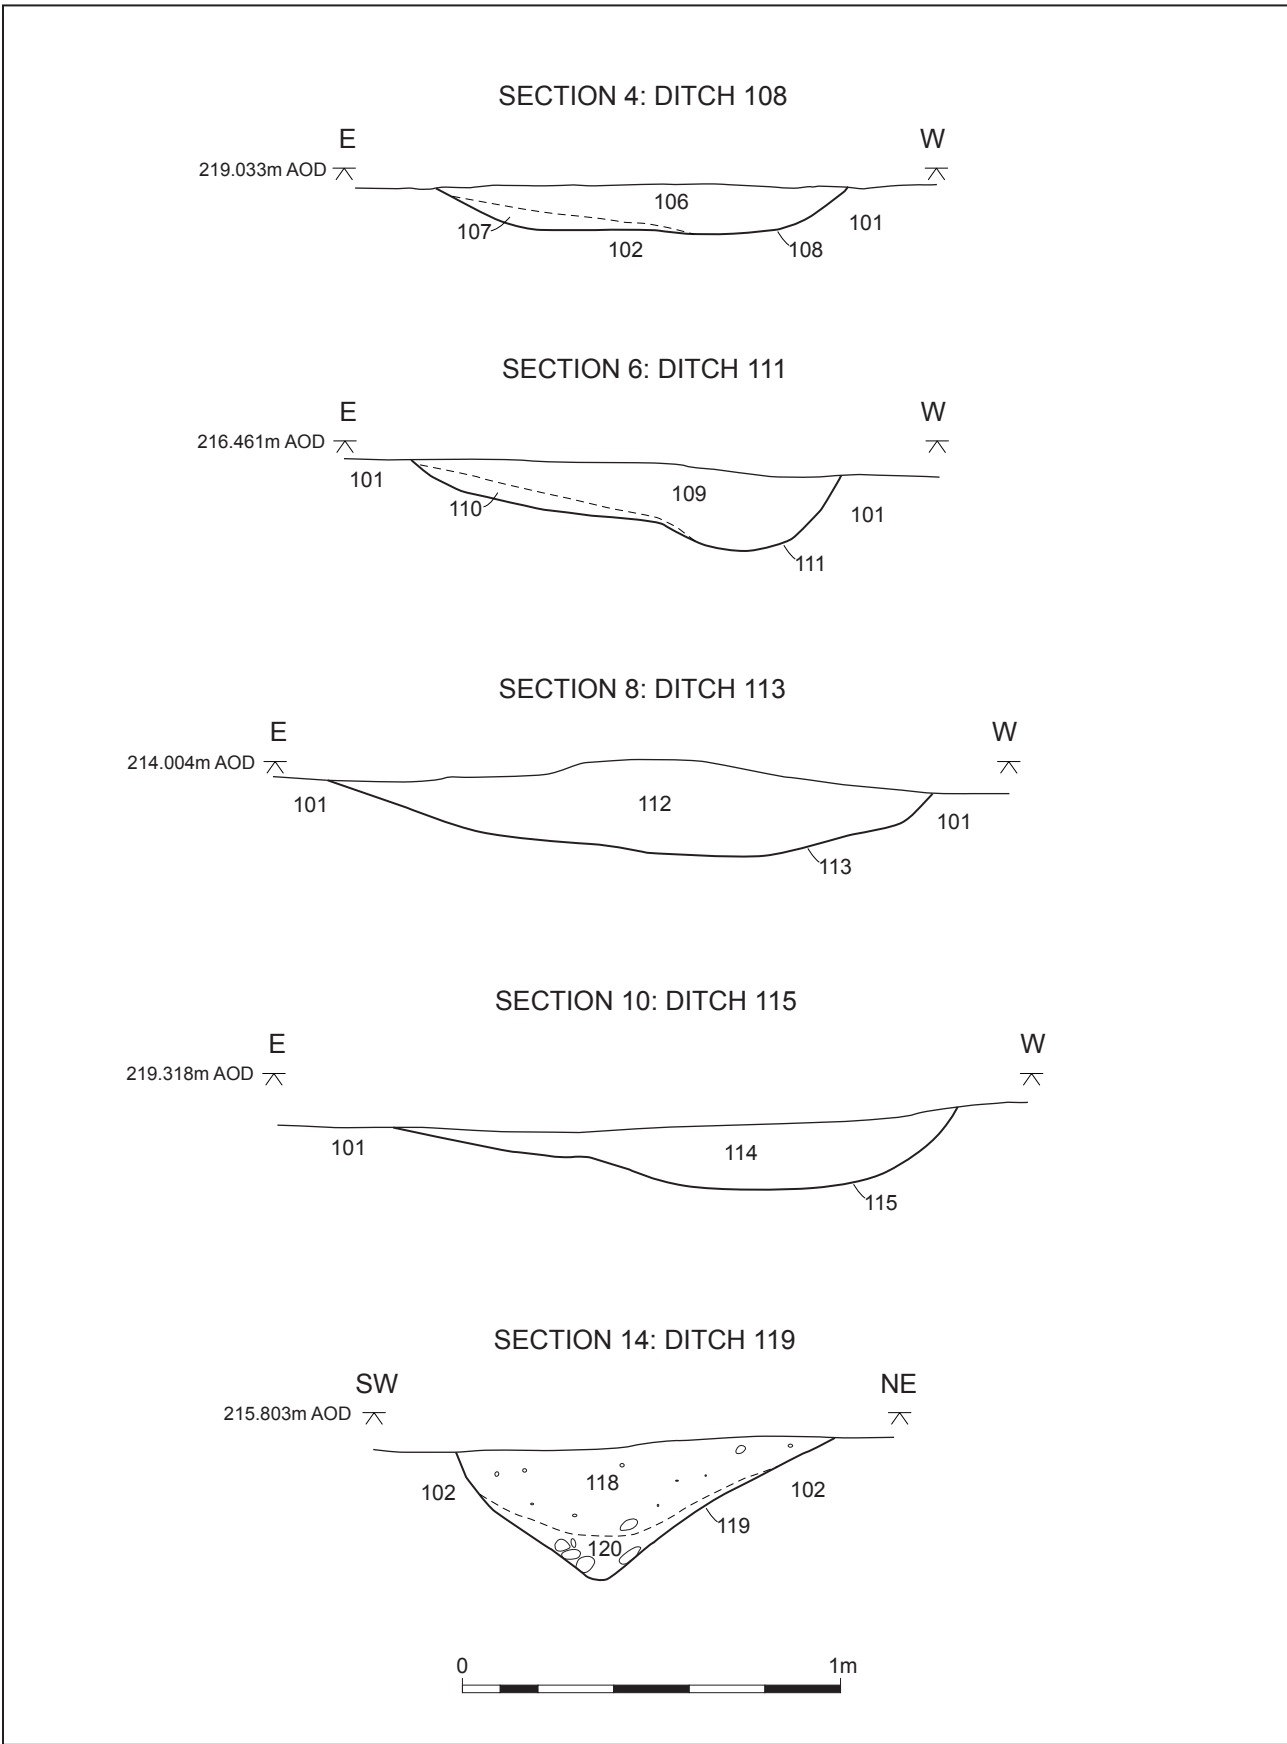 SECTION 4: DITCH 108
E W
219.033m AOD
106
107 102 108 101
SECTION 6: DITCH 111
E W
216.461m AOD
101 109
110 101
111
SECTION 8: DITCH 113
E W
214.004m AOD
101 112 101
113
SECTION 10: DITCH 115
E W
219.318m AOD
101 114
115
SECTION 14: DITCH 119
SW NE
215.803m AOD
102 118 102
119
120
0 1m